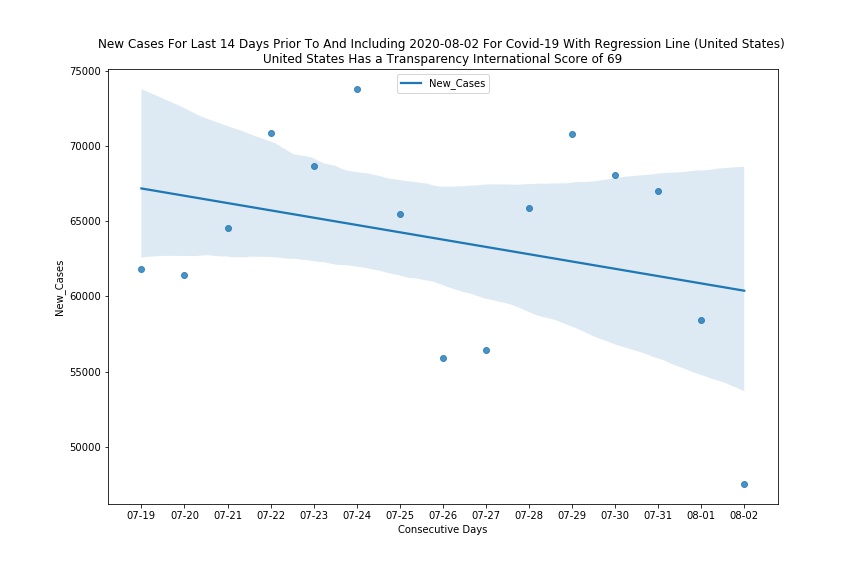 New Cases For Last 14 Days Prior To And Including 2020-08-02 For Covid-19 With Regression Line (United States)
United States Has a Transparency International Score of 69
New_Cases
75000
70000
65000
60000
55000
50000
New_Cases
07-19 07-20 07-21 07-22 07-23 07-24 07-25 07-26 07-27 07-28 07-29 07-30 07-31 08-01 08-02
Consecutive Days